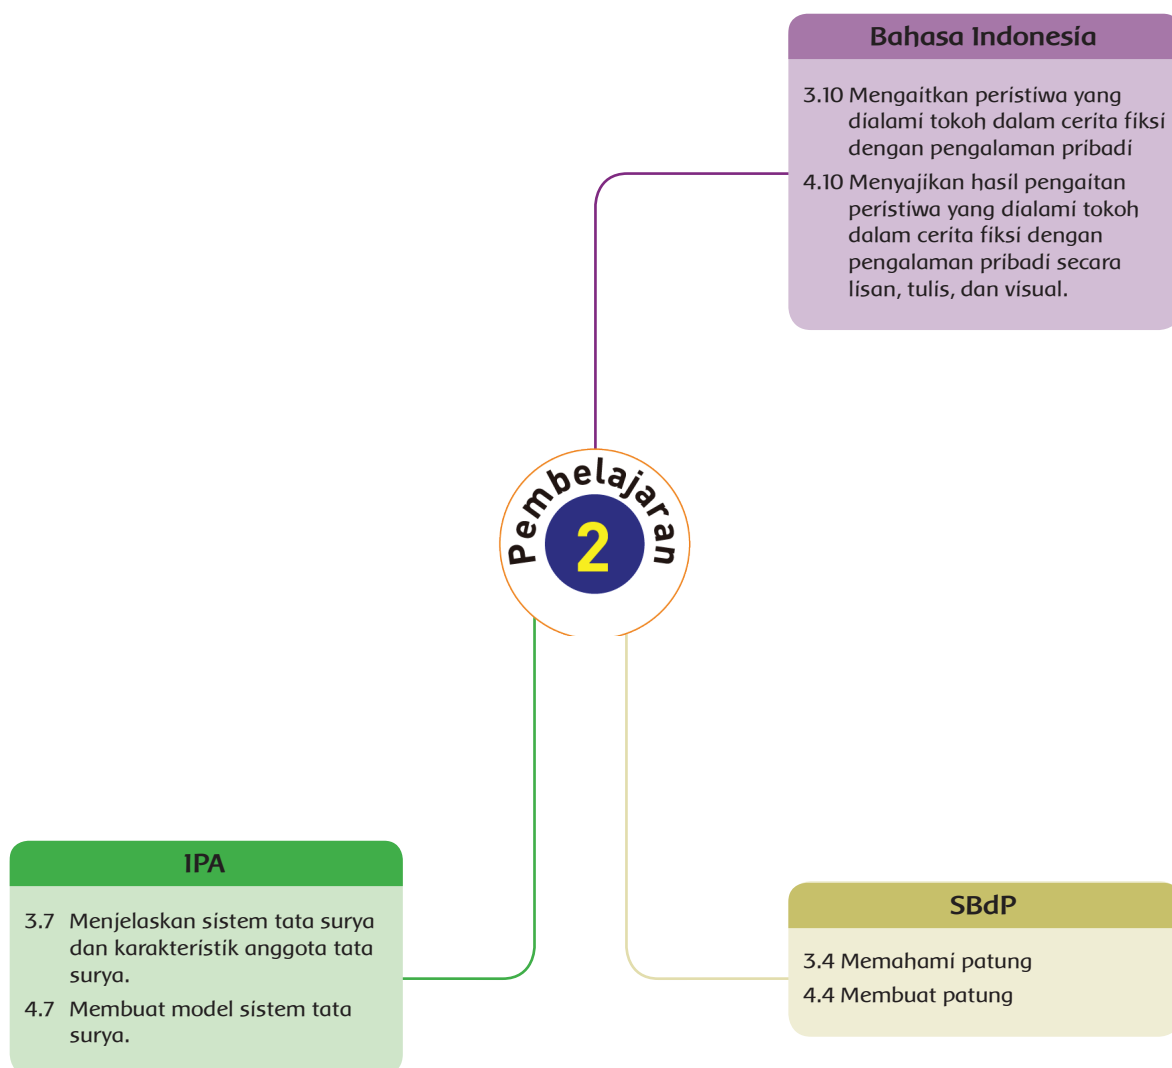 Bahasa Indonesia
3.10 Mengaitkan peristiwa yang
dialami tokoh dalam cerita fiksi
dengan pengalaman pribadi
4.10 Menyajikan hasil pengaitan
peristiwa yang dialami tokoh
dalam cerita fiksi dengan
pengalaman pribadi secara
lisan, tulis, dan visual.
Pembelajaran
2
IPA
3.7 Menjelaskan sistem tata surya
dan karakteristik anggota tata
surya.
4.7 Membuat model sistem tata
surya.
SBdP
3.4 Memahami patung
4.4 Membuat patung